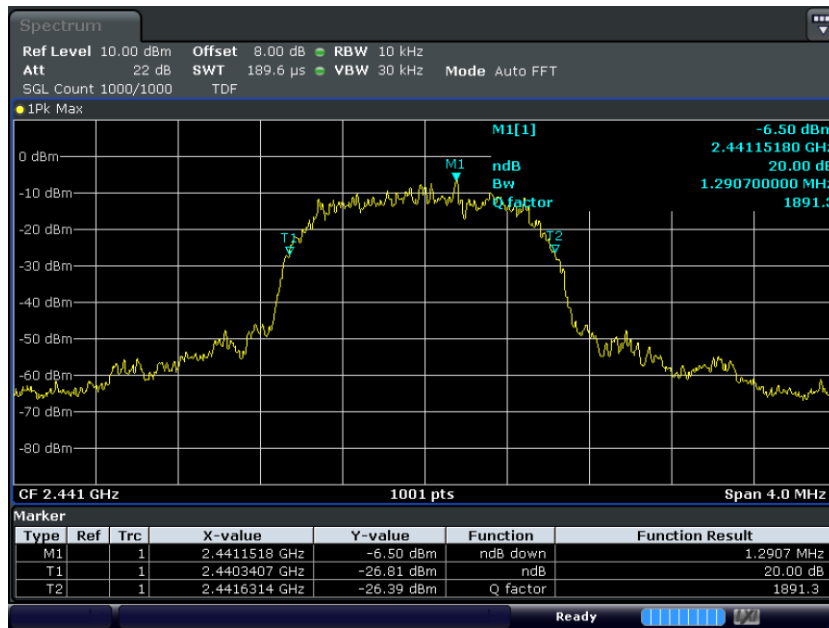 Spectrum
Ref Level 10.00 dBm Offset 8.00 dB RBW 10 kHz
Att 22 dB SWT 189.6 µs VBW 30 kHz Mode Auto FFT
SGL Count 1000/1000 TDF
1Pk Max
M1[1] -6.50 dBm
2.44115180 GHz
0 dBm
M1
ndB 20.00 dB
Bw 1.290700000 MHz
-10 dBm
Q factor 1891.3
-20 dBm
T1
T2
-30 dBm
-40 dBm
-50 dBm
-60 dBm
-70 dBm
-80 dBm
CF 2.441 GHz 1001 pts Span 4.0 MHz
Marker
Type Ref Trc X-value Y-value Function Function Result
M1 1 2.4411518 GHz -6.50 dBm ndB down 1.2907 MHz
T1 1 2.4403407 GHz -26.81 dBm ndB 20.00 dB
T2 1 2.4416314 GHz -26.39 dBm Q factor 1891.3
Ready